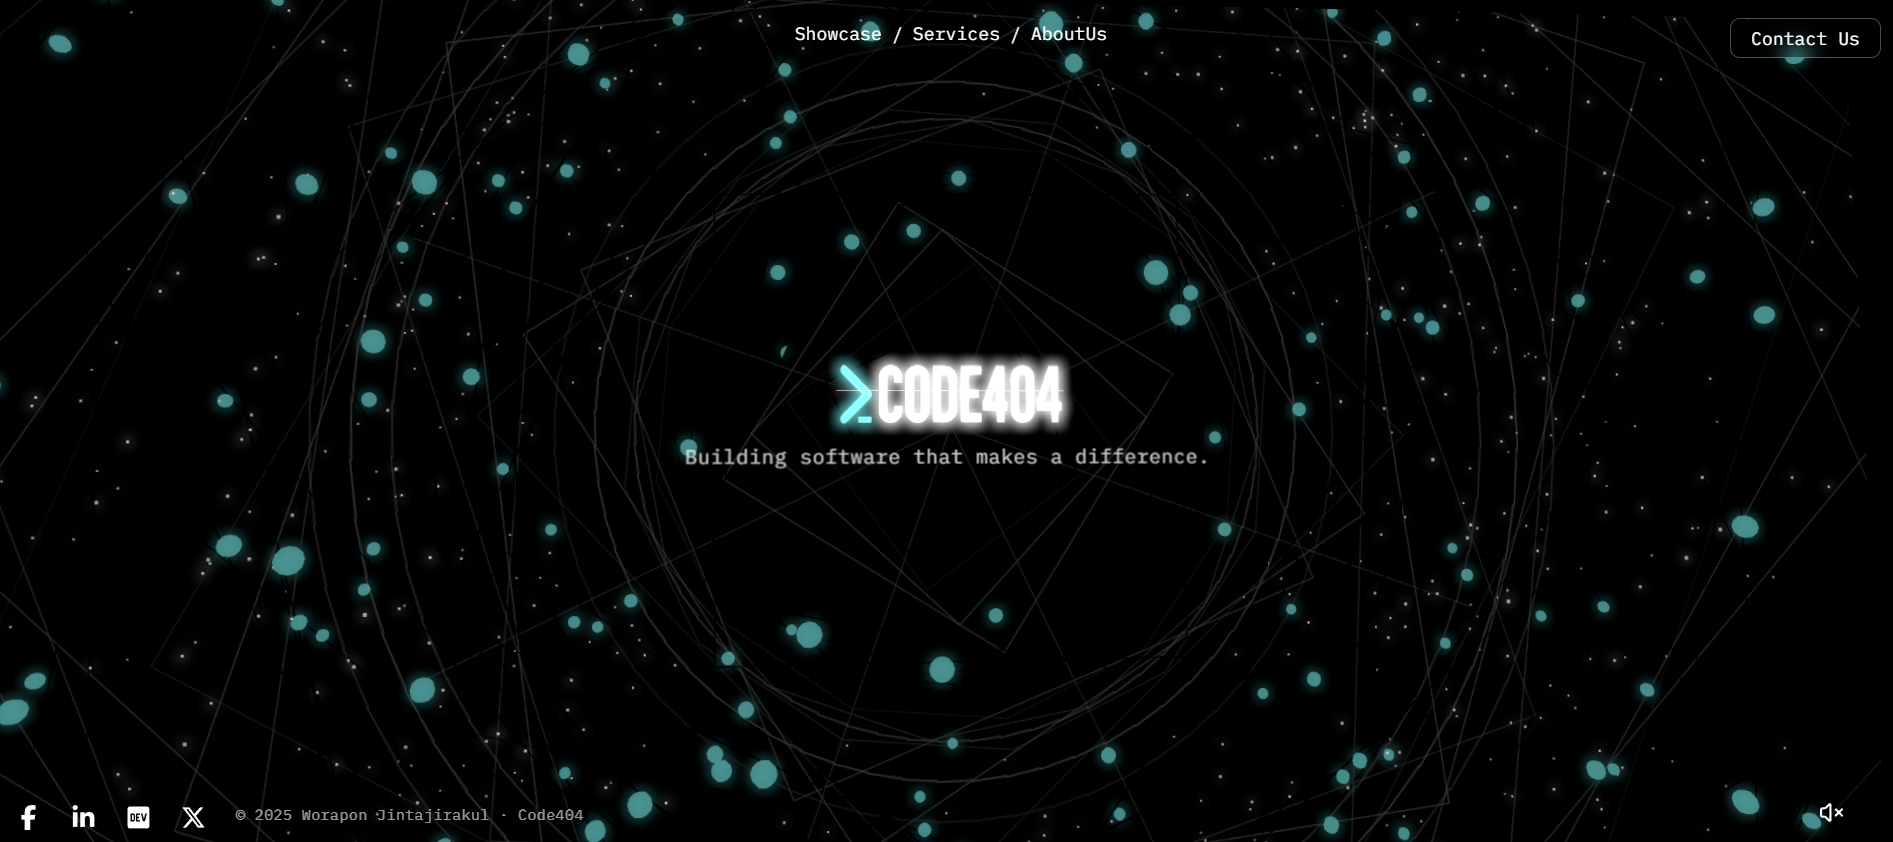 Showcase / Services / AboutUs
Contact Us
CODE404
Building software that makes a difference.
DEV
© 2025 Worapon Jintajirakul · Code404